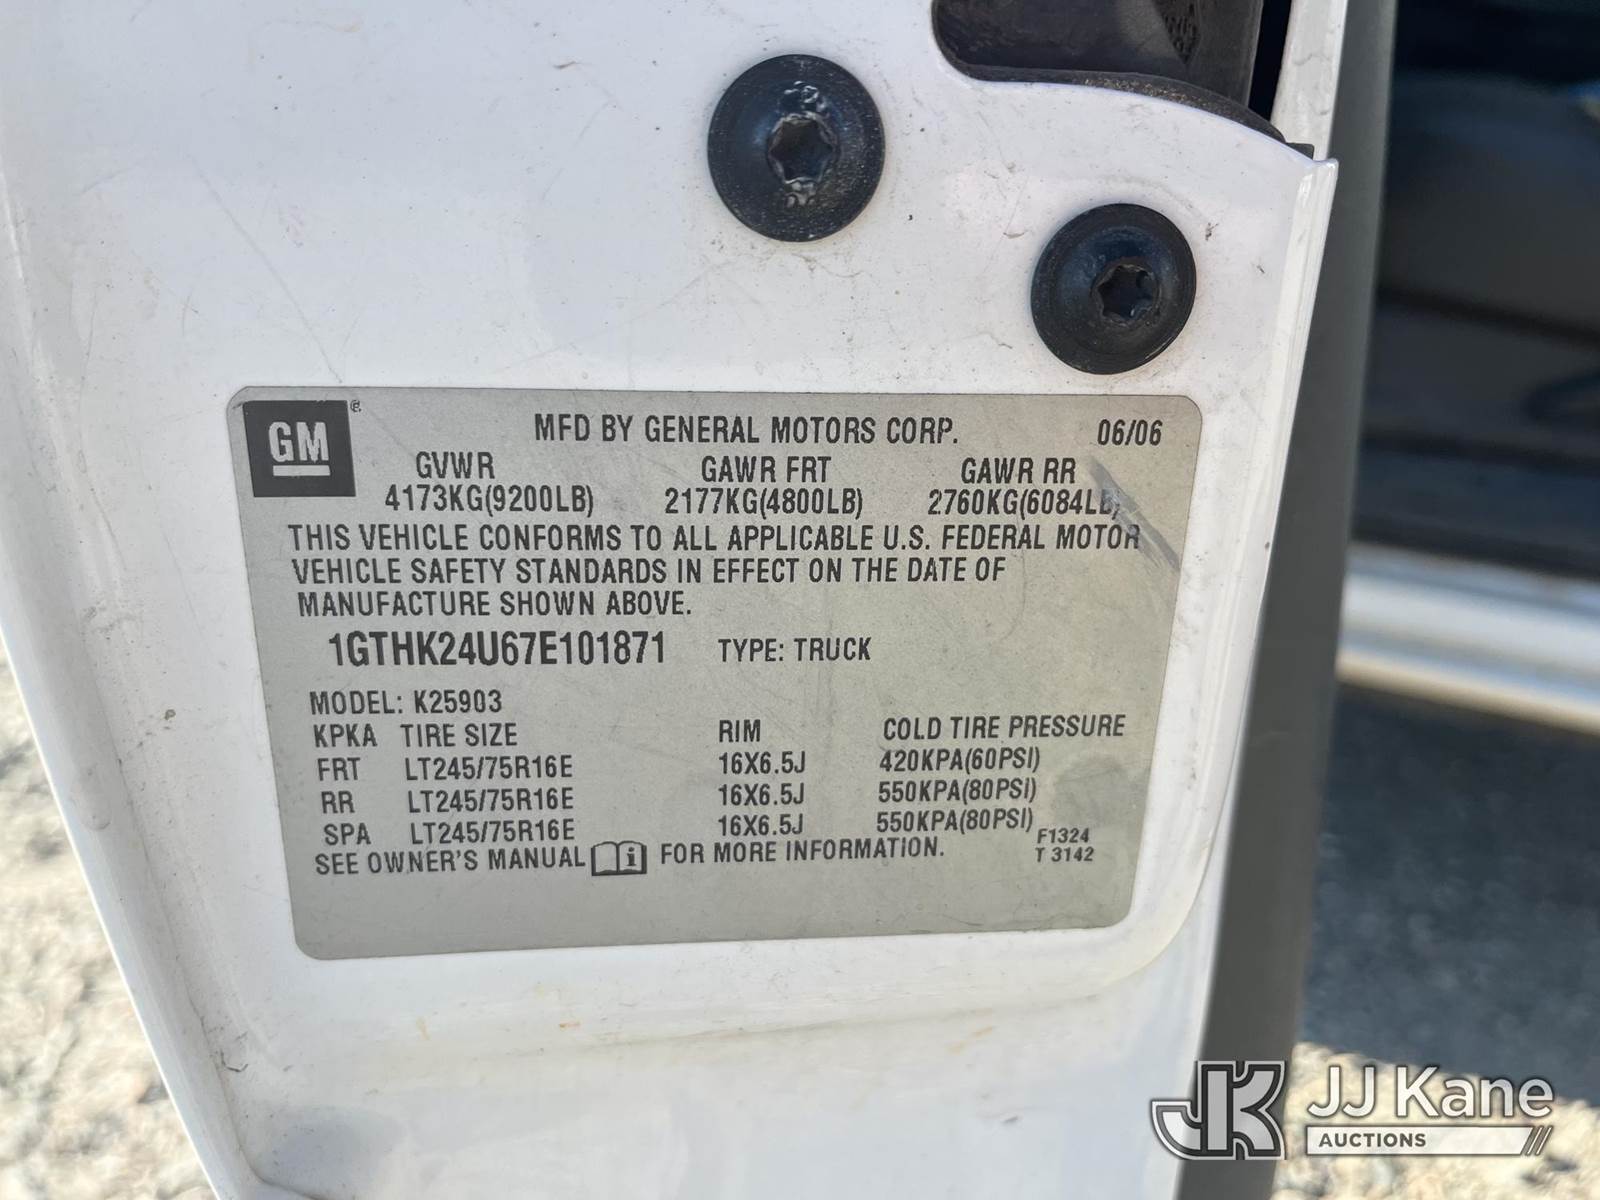 GM ®
MFD BY GENERAL MOTORS CORP. 06/06
GVWR GAWR FRT GAWR RR
4173KG(9200LB) 2177KG(4800LB) 2760KG(6084LB)
THIS VEHICLE CONFORMS TO ALL APPLICABLE U.S. FEDERAL MOTOR
VEHICLE SAFETY STANDARDS IN EFFECT ON THE DATE OF
MANUFACTURE SHOWN ABOVE.
1GTHK24U67E101871 TYPE: TRUCK
MODEL: K25903
KPKA TIRE SIZE RIM COLD TIRE PRESSURE
FRT LT245/75R16E 16X6.5J 420KPA(60PSI)
RR LT245/75R16E 16X6.5J 550KPA(80PSI)
SPA LT245/75R16E 16X6.5J 550KPA(80PSI)
SEE OWNER'S MANUAL i FOR MORE INFORMATION.
F1324
T 3142
JK JJ Kane
AUCTIONS